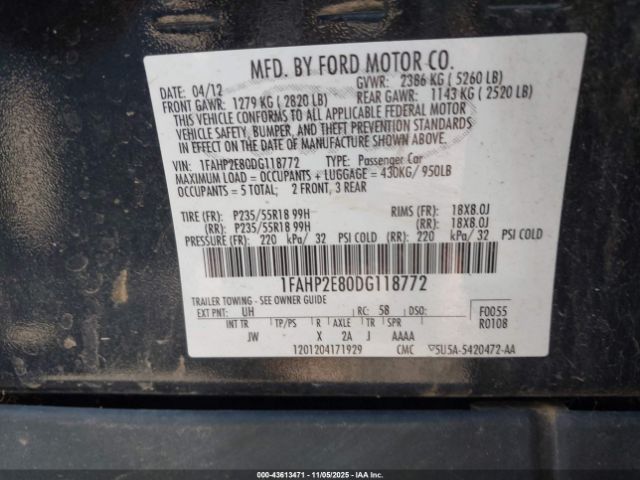 MFD. BY FORD MOTOR CO.
DATE: 04/12 GVWR: 2386 KG ( 5260 LB)
FRONT GAWR: 1279 KG ( 2820 LB) REAR GAWR: 1143 KG ( 2520 LB)
THIS VEHICLE CONFORMS TO ALL APPLICABLE FEDERAL MOTOR
VEHICLE SAFETY, BUMPER, AND THEFT PREVENTION STANDARDS
IN EFFECT ON THE DATE OF MANUFACTURE SHOWN ABOVE.
VIN: 1FAHP2E80DG118772 TYPE: Passenger Car
MAXIMUM LOAD = OCCUPANTS + LUGGAGE = 430KG/ 950LB
OCCUPANTS = 5 TOTAL; 2 FRONT, 3 REAR
TIRE (FR): P235/55R18 99H RIMS (FR): 18X8.0J
(RR): P235/55R18 99H (RR): 18X8.0J
PRESSURE (FR): 220 kPa/ 32 PSI COLD (RR): 220 kPa/ 32 PSI COLD
1FAHP2E80DG118772
TRAILER TOWING - SEE OWNER GUIDE
EXT PNT: UH RC: 58 DSO: F0055
INT TR TP/PS R AXLE TR SPR R0108
JW X 2A J AAAA
1201204171929 CMC 5U5A-5420472-AA
000-43613471 - 11/05/2025 - IAAI.com